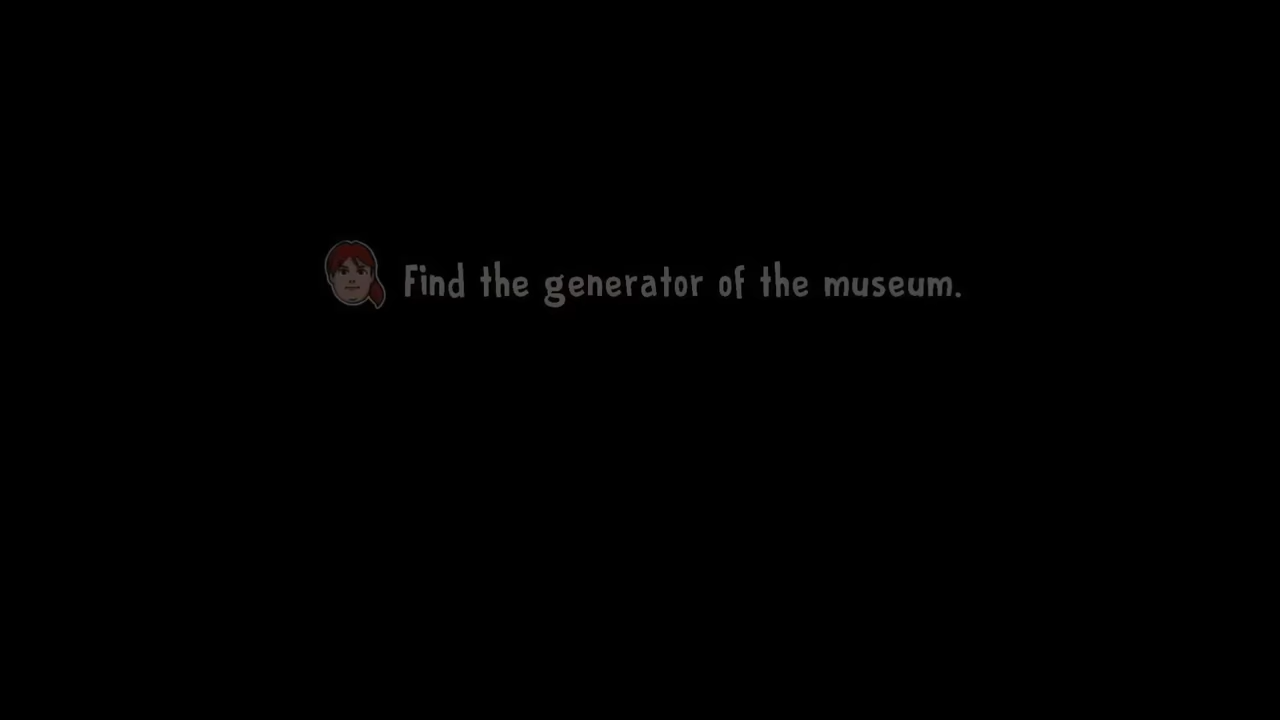 Find the generator of the museum.